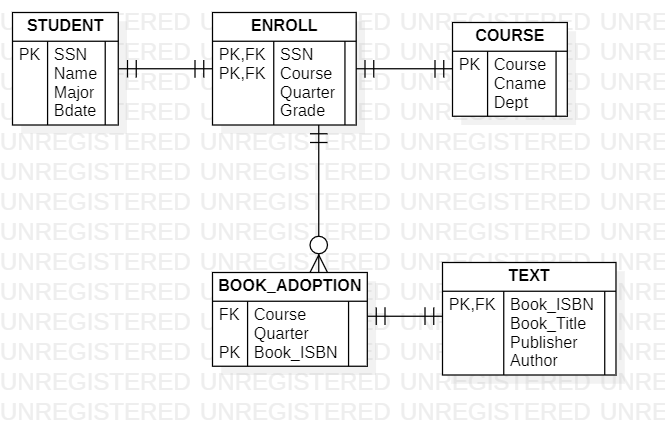 STUDENT
PK SSN
Name
Major
Bdate
ENROLL
PK,FK SSN
PK,FK Course
Quarter
Grade
COURSE
PK Course
Cname
Dept
BOOK_ADOPTION
FK Course
Quarter
PK Book_ISBN
TEXT
PK,FK Book_ISBN
Book_Title
Publisher
Author
UNREGISTERED UNREGISTERED UNREGISTERED UNRE